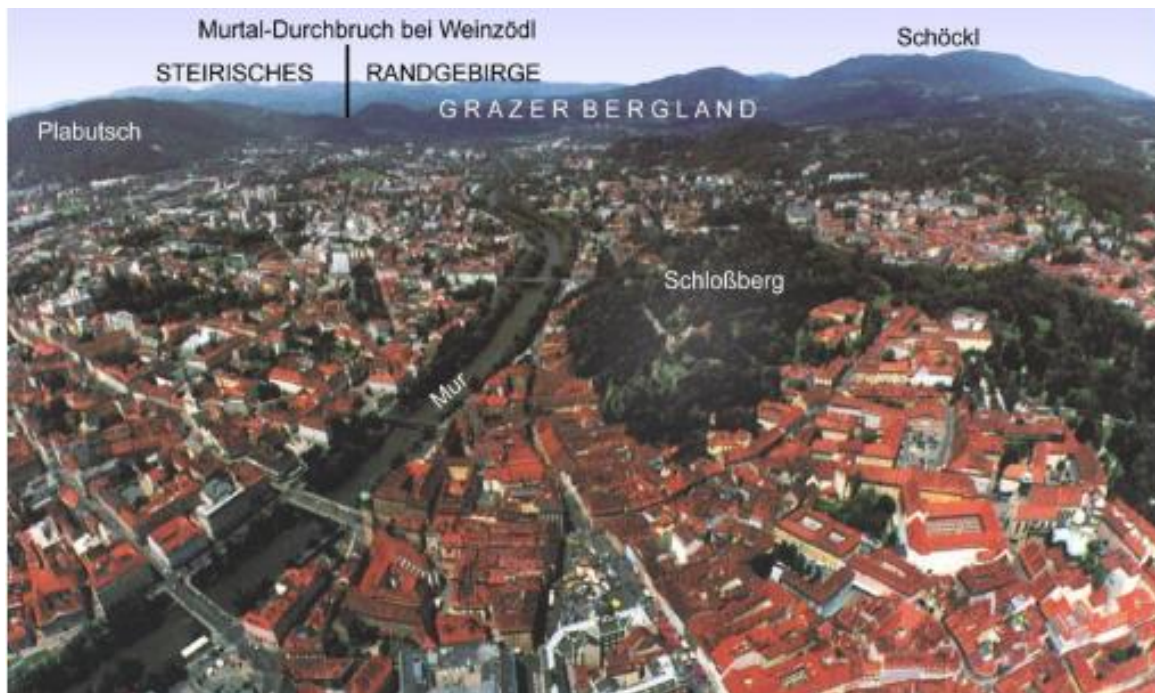 Murtal-Durchbruch bei Weinzödl
Schöckl
STEIRISCHES RANDGEBIRGE
GRAZER BERGLAND
Plabutsch
Schloßberg
Mur